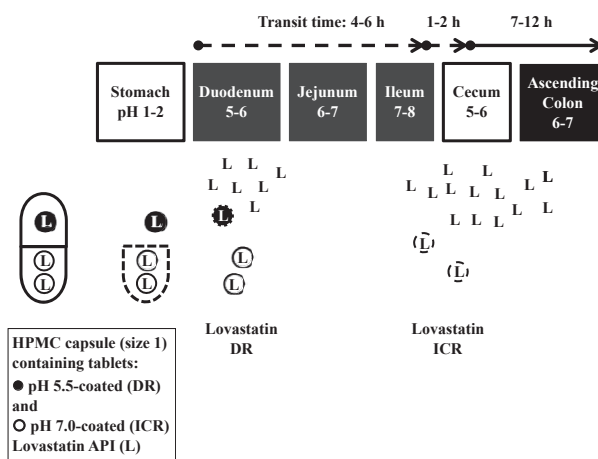 Transit time: 4-6 h
1-2 h
7-12 h
Stomach
pH 1-2
Duodenum
5-6
Jejunum
6-7
Ileum
7-8
Cecum
5-6
Ascending
Colon
6-7
L L L
L L L L
L
L
L L L
L L L L L L
L L L L L
L
L
L
L
L
L
L
L
L
L
L
L
Lovastatin
DR
Lovastatin
ICR
HPMC capsule (size 1)
containing tablets:
● pH 5.5-coated (DR)
and
○ pH 7.0-coated (ICR)
Lovastatin API (L)